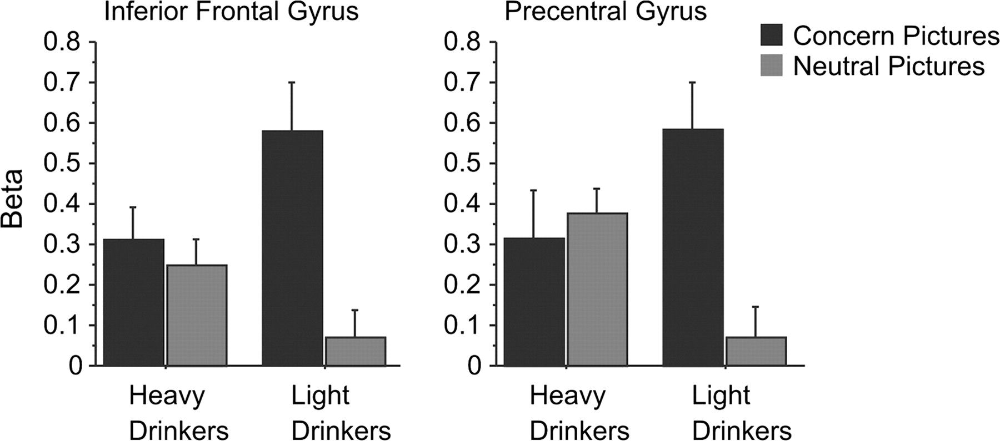 Inferior Frontal Gyrus
Precentral Gyrus
Concern Pictures
Neutral Pictures
Beta
0.8
0.7
0.6
0.5
0.4
0.3
0.2
0.1
0
Heavy
Drinkers
Light
Drinkers
0.8
0.7
0.6
0.5
0.4
0.3
0.2
0.1
0
Heavy
Drinkers
Light
Drinkers